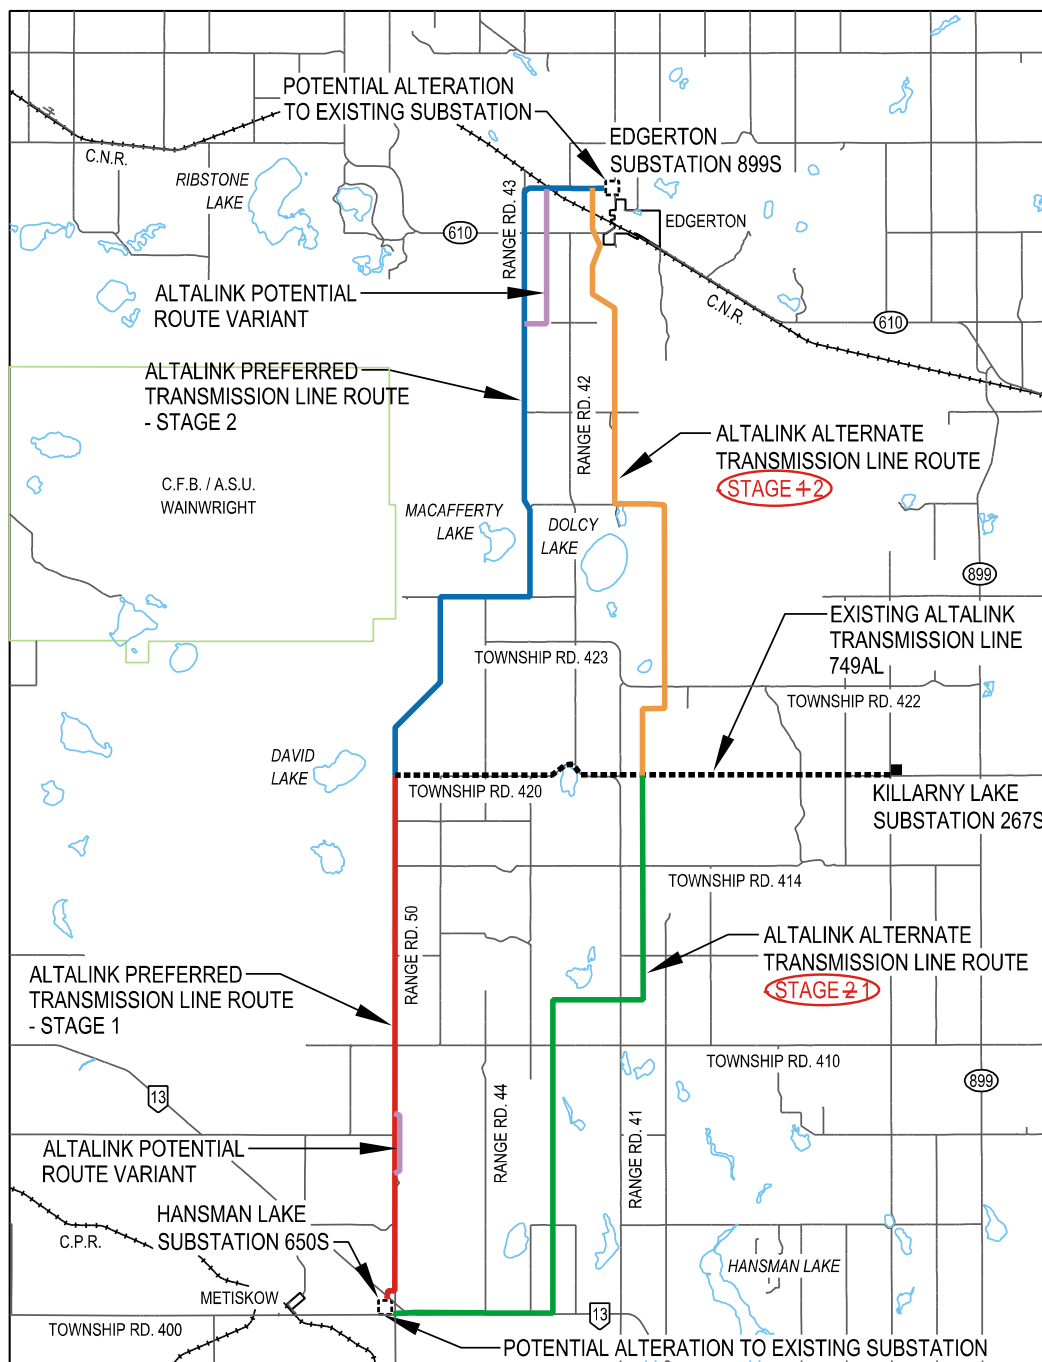 POTENTIAL ALTERATION
TO EXISTING SUBSTATION
EDGERTON
SUBSTATION 899S
C.N.R.
RIBSTONE
LAKE
RANGE RD. 43
610
EDGERTON
ALTALINK POTENTIAL
ROUTE VARIANT
C.N.R.
610
ALTALINK PREFERRED
TRANSMISSION LINE ROUTE
- STAGE 2
RANGE RD. 42
ALTALINK ALTERNATE
TRANSMISSION LINE ROUTE
- STAGE 1 2
C.F.B. / A.S.U.
WAINWRIGHT
MACAFFERTY
LAKE
DOLCY
LAKE
899
EXISTING ALTALINK
TRANSMISSION LINE
749AL
TOWNSHIP RD. 423
TOWNSHIP RD. 422
DAVID
LAKE
TOWNSHIP RD. 420
KILLARNY LAKE
SUBSTATION 267S
TOWNSHIP RD. 414
RANGE RD. 50
ALTALINK ALTERNATE
TRANSMISSION LINE ROUTE
- STAGE 2 1
ALTALINK PREFERRED
TRANSMISSION LINE ROUTE
- STAGE 1
TOWNSHIP RD. 410
899
13
RANGE RD. 44
RANGE RD. 41
ALTALINK POTENTIAL
ROUTE VARIANT
HANSMAN LAKE
SUBSTATION 650S
C.P.R.
HANSMAN LAKE
METISKOW
13
TOWNSHIP RD. 400
POTENTIAL ALTERATION TO EXISTING SUBSTATION